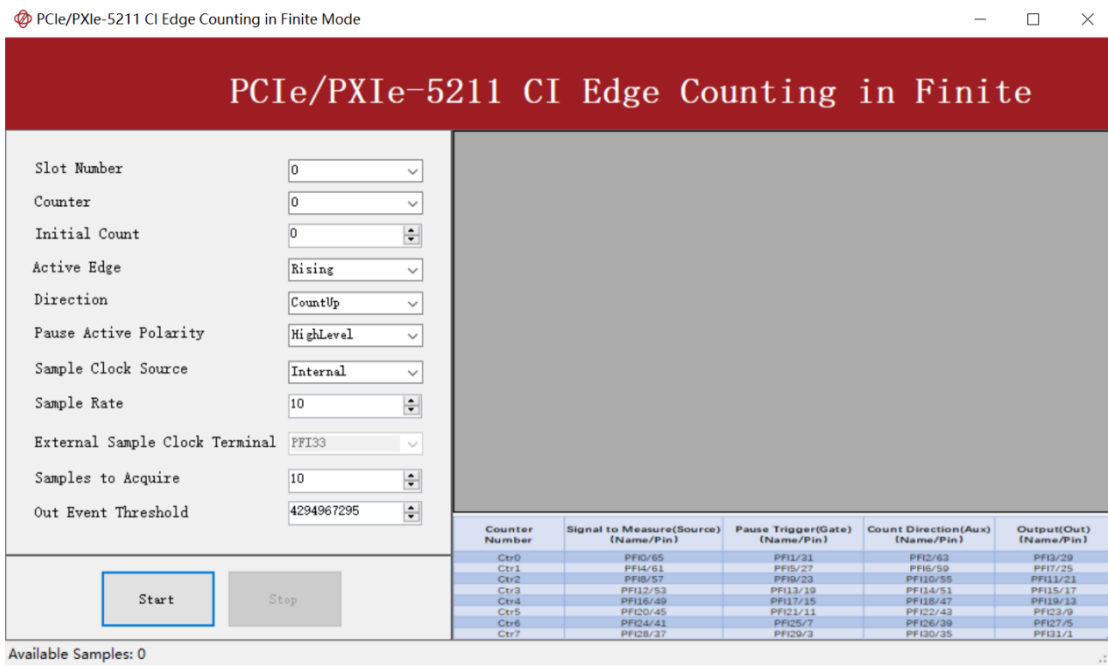 PCIe/PXIe-5211 CI Edge Counting in Finite Mode
PCIe/PXIe-5211 CI Edge Counting in Finite
Slot Number 0
Counter 0
Initial Count 0
Active Edge Rising
Direction CountUp
Pause Active Polarity HighLevel
Sample Clock Source Internal
Sample Rate 10
External Sample Clock Terminal PFI33
Samples to Acquire 10
Out Event Threshold 4294967295
Start Stop
Counter Signal to Measure(Source) Pause Trigger(Gate) Count Direction(Aux) Output(Out)
Number (Name/Pin) (Name/Pin) (Name/Pin) (Name/Pin)
Ctr0 PFI0/65 PFI1/31 PFI2/63 PFI3/29
Ctr1 PFI4/61 PFI5/27 PFI6/59 PFI7/25
Ctr2 PFI8/57 PFI9/23 PFI10/55 PFI11/21
Ctr3 PFI12/53 PFI13/19 PFI14/51 PFI15/17
Ctr4 PFI16/49 PFI17/15 PFI18/47 PFI19/13
Ctr5 PFI20/45 PFI21/11 PFI22/43 PFI23/9
Ctr6 PFI24/41 PFI25/7 PFI26/39 PFI27/5
Ctr7 PFI28/37 PFI29/3 PFI30/35 PFI31/1
Available Samples: 0